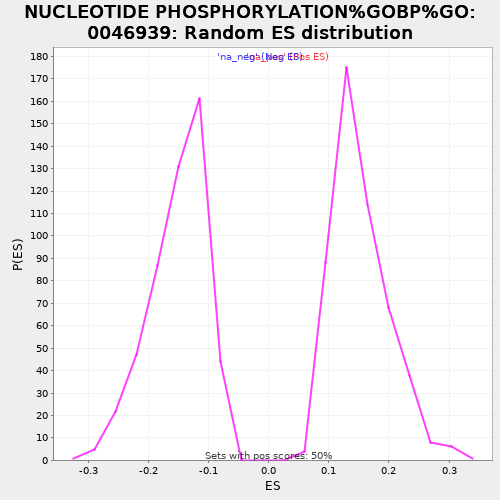 NUCLEOTIDE PHOSPHORYLATION%GOBP%GO:
0046939: Random ES distribution
(Pos ES)
180
170
160
150
140
130
120
110
100
90
80
70
60
50
40
30
20
10
0
P(ES)
Sets with pos scores: 50%
-0.3 -0.2 -0.1 0.0 0.1 0.2 0.3
ES